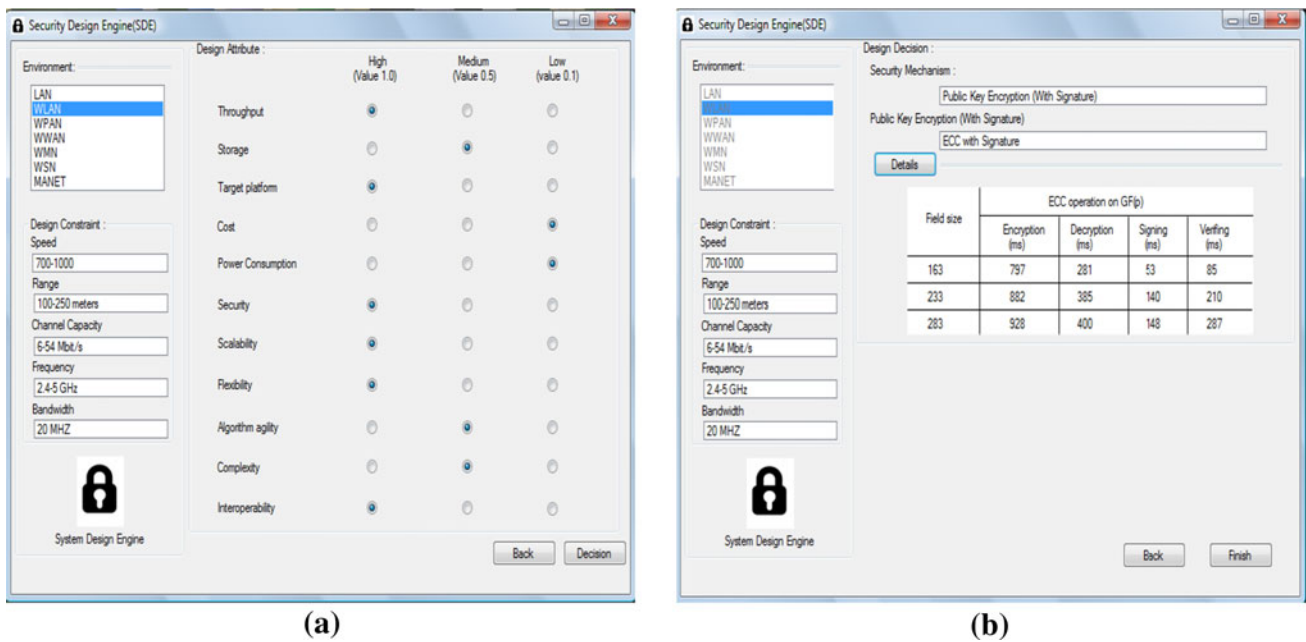 (a)
Security Design Engine(SDE)
Environment:
LAN
WLAN
WPAN
WWAN
WMN
WSN
MANET
Design Constraint :
Speed
700-1000
Range
100-250 meters
Channel Capacity
6-54 Mbit/s
Frequency
2.4-5 GHz
Bandwidth
20 MHZ
System Design Engine
Design Attribute :
High Medium Low
(Value 1.0) (Value 0.5) (value 0.1)
Throughput
Storage
Target platform
Cost
Power Consumption
Security
Scalability
Flexibility
Algorithm agility
Complexity
Interoperability
Back Decision
(a)
(b)
Security Design Engine(SDE)
Environment:
LAN
WLAN
WPAN
WWAN
WMN
WSN
MANET
Design Constraint :
Speed
700-1000
Range
100-250 meters
Channel Capacity
6-54 Mbit/s
Frequency
2.4-5 GHz
Bandwidth
20 MHZ
System Design Engine
Design Decision :
Security Mechanism :
Public Key Encryption (With Signature)
Public Key Encryption (With Signature)
ECC with Signature
Details
Field size ECC operation on GF(p)
Encryption (ms) Decryption (ms) Signing (ms) Verfing (ms)
163 797 281 53 85
233 882 385 140 210
283 928 400 148 287
Back Finish
(b)